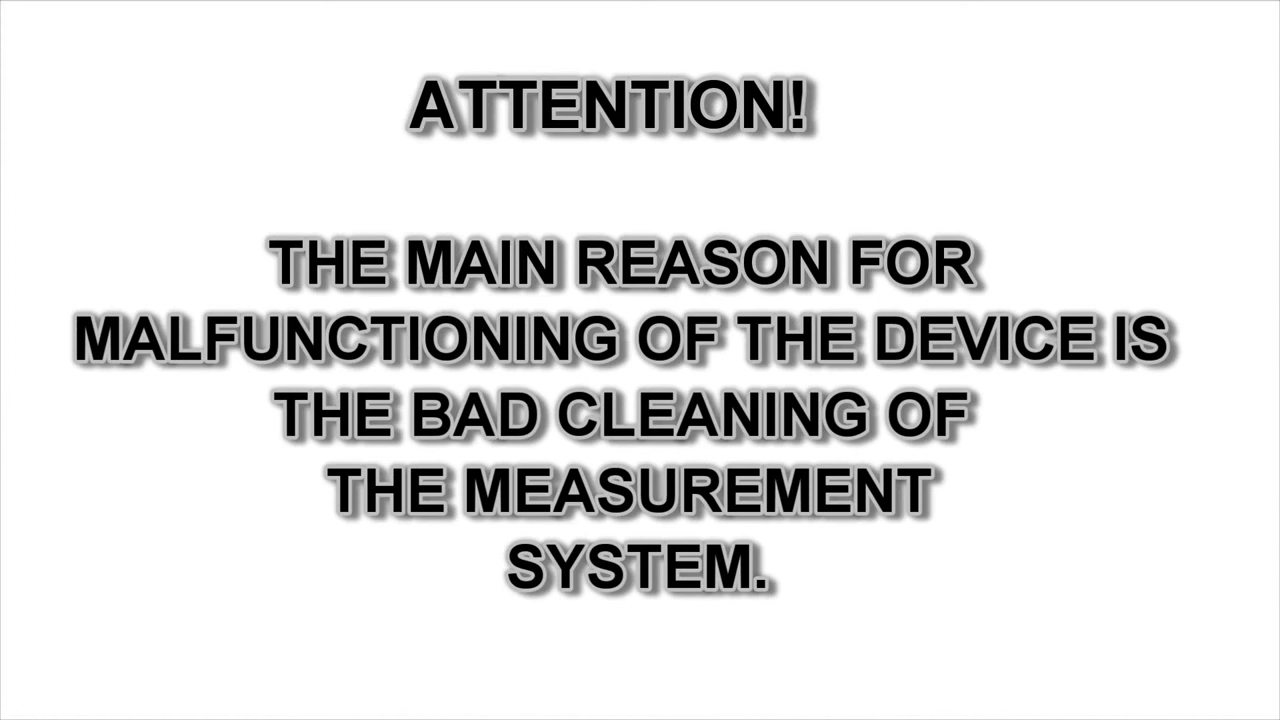 ATTENTION!
THE MAIN REASON FOR
MALFUNCTIONING OF THE DEVICE IS
THE BAD CLEANING OF
THE MEASUREMENT
SYSTEM.